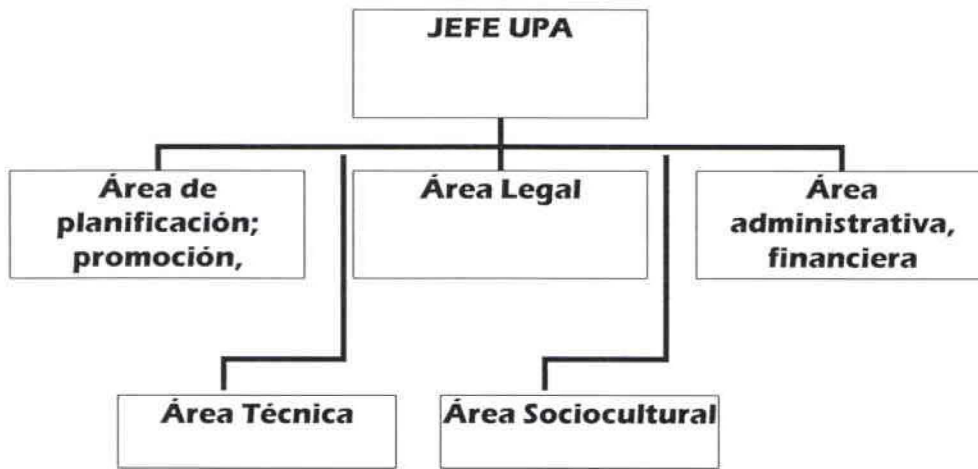 JEFE UPA
Área de
planificación;
promoción,
Área Legal
Área
administrativa,
financiera
Área Técnica
Área Sociocultural